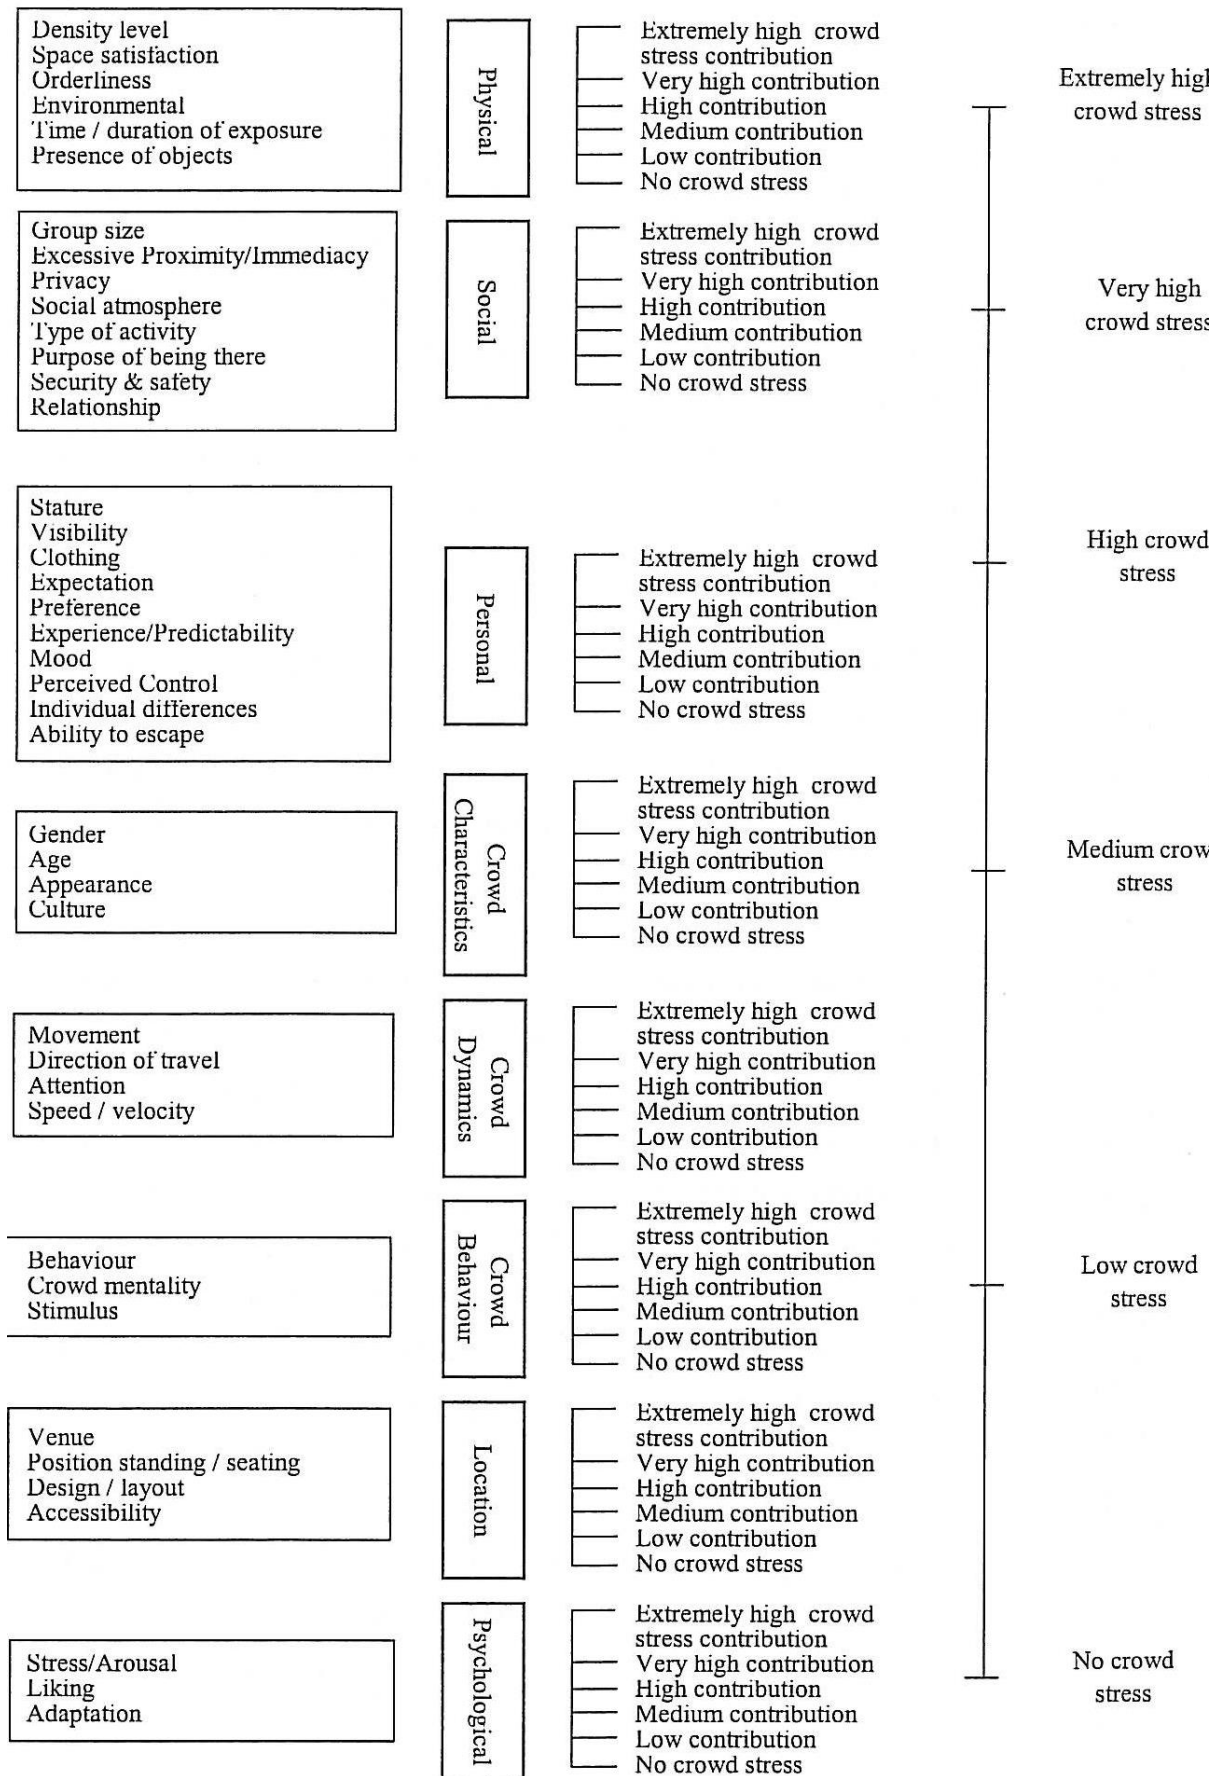 Density level
Space satisfaction
Orderliness
Environmental
Time / duration of exposure
Presence of objects
Physical
Extremely high crowd
stress contribution
Very high contribution
High contribution
Medium contribution
Low contribution
No crowd stress
Group size
Excessive Proximity/Immediacy
Privacy
Social atmosphere
Type of activity
Purpose of being there
Security & safety
Relationship
Social
Extremely high crowd
stress contribution
Very high contribution
High contribution
Medium contribution
Low contribution
No crowd stress
Stature
Visibility
Clothing
Expectation
Preference
Experience/Predictability
Mood
Perceived Control
Individual differences
Ability to escape
Personal
Extremely high crowd
stress contribution
Very high contribution
High contribution
Medium contribution
Low contribution
No crowd stress
Gender
Age
Appearance
Culture
Crowd
Characteristics
Extremely high crowd
stress contribution
Very high contribution
High contribution
Medium contribution
Low contribution
No crowd stress
Movement
Direction of travel
Attention
Speed / velocity
Crowd
Dynamics
Extremely high crowd
stress contribution
Very high contribution
High contribution
Medium contribution
Low contribution
No crowd stress
Behaviour
Crowd mentality
Stimulus
Crowd
Behaviour
Extremely high crowd
stress contribution
Very high contribution
High contribution
Medium contribution
Low contribution
No crowd stress
Venue
Position standing / seating
Design / layout
Accessibility
Location
Extremely high crowd
stress contribution
Very high contribution
High contribution
Medium contribution
Low contribution
No crowd stress
Stress/Arousal
Liking
Adaptation
Psychological
Extremely high crowd
stress contribution
Very high contribution
High contribution
Medium contribution
Low contribution
No crowd stress
Extremely high
crowd stress
Very high
crowd stress
High crowd
stress
Medium crow
stress
Low crowd
stress
No crowd
stress